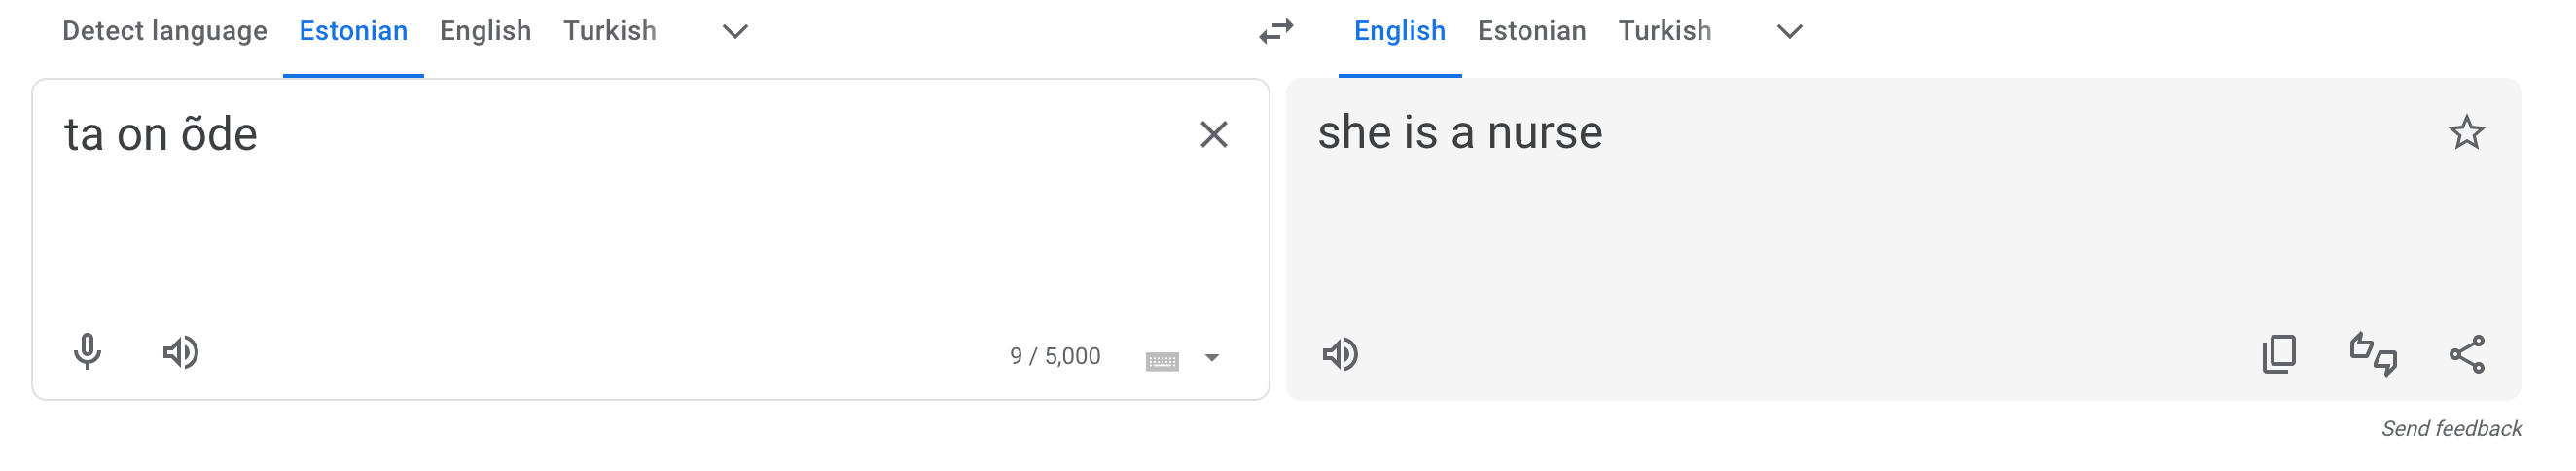 Detect language Estonian English Turkish English Estonian Turkish
ta on õde
she is a nurse
9 / 5,000
Send feedback